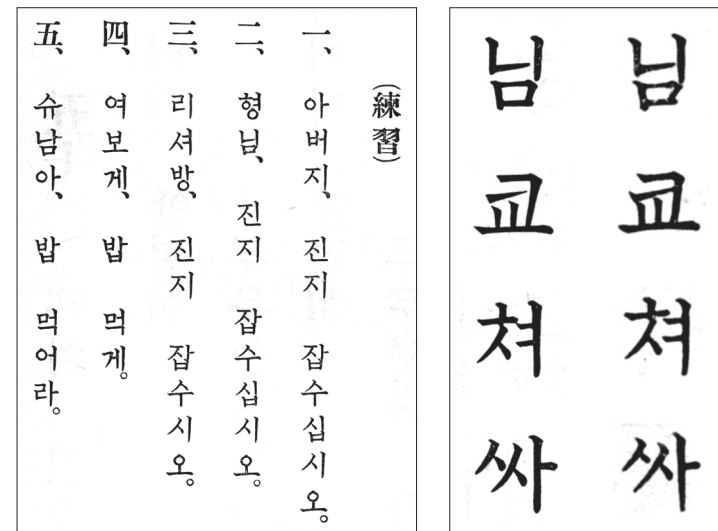 (練習)
一、 아버지、 진지 잡수십시오。
二、 형님、 진지 잡수십시오。
三、 리셔방、 진지 잡수시오。
四、 여보게、 밥 먹게。
五、 슈남아、 밥 먹어라。
님 교 쳐 싸
님 교 쳐 싸